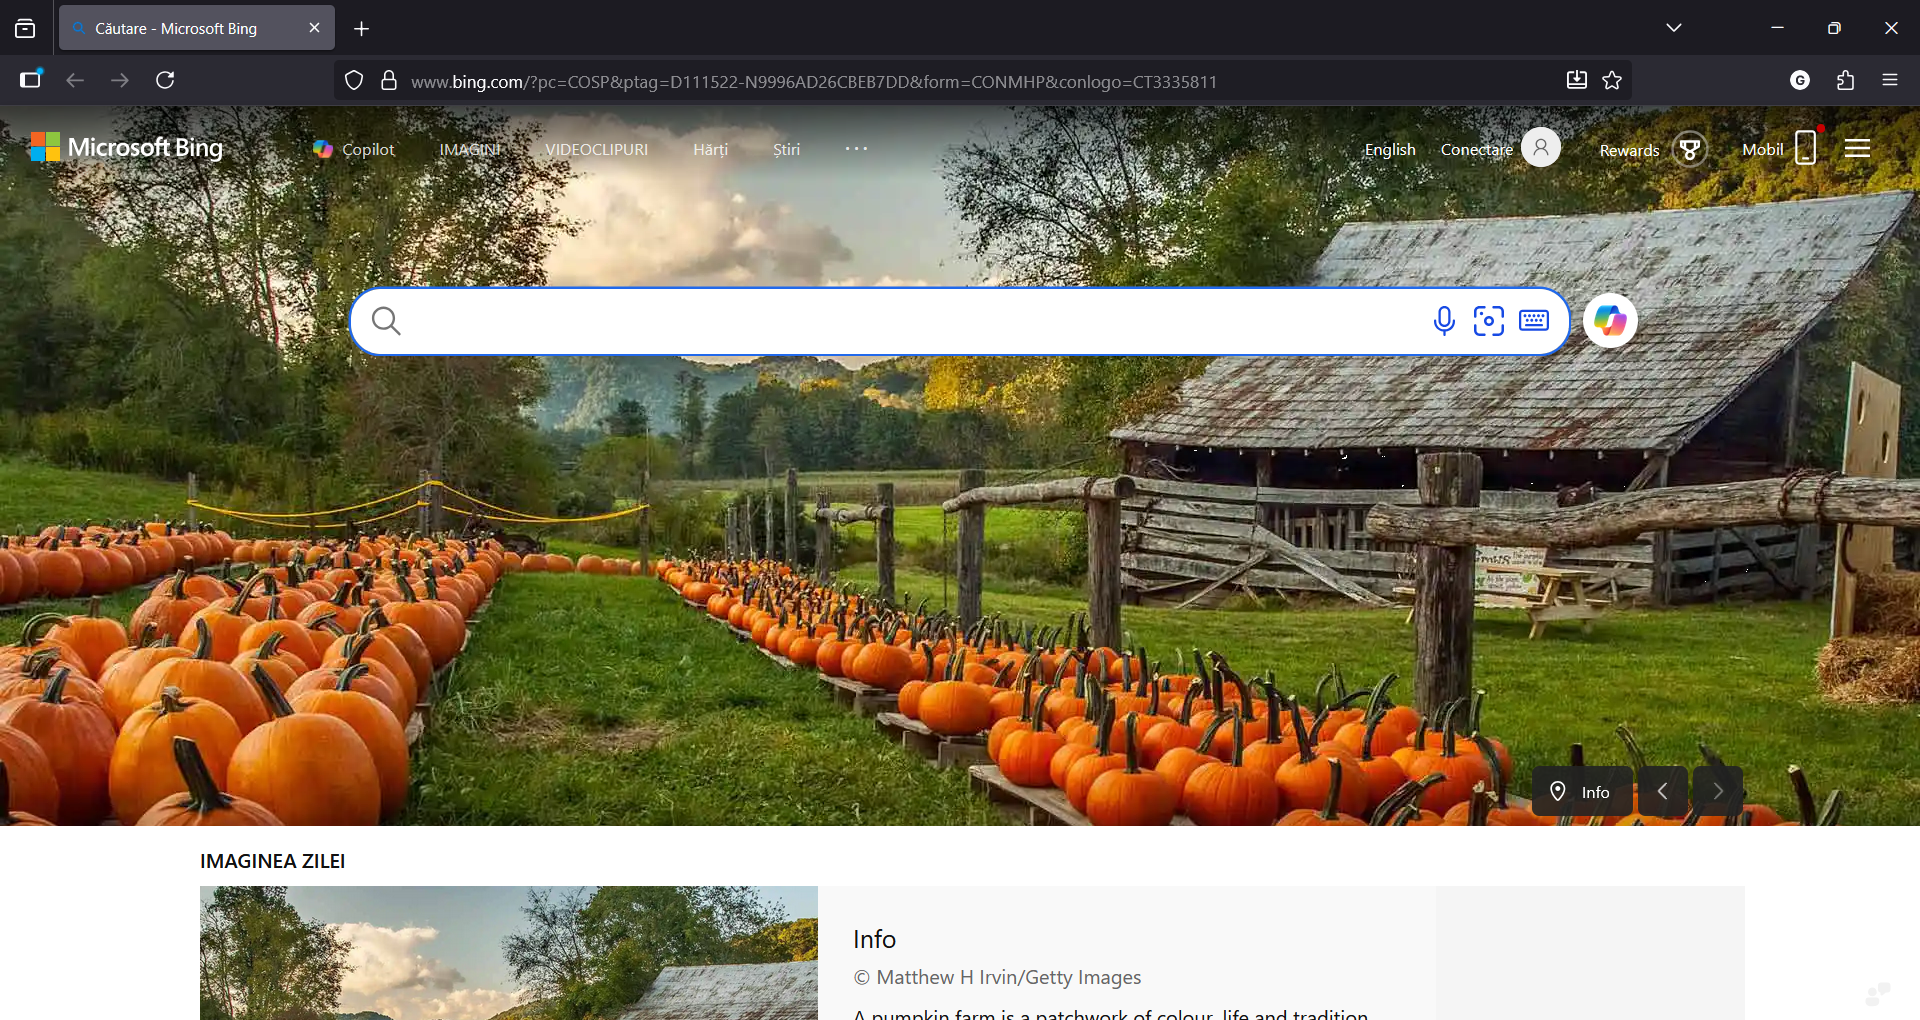 Căutare - Microsoft Bing
www.bing.com/?pc=COSP&ptag=D111522-N9996AD26CBEB7DD&form=CONMHP&conlogo=CT3335811
G
Microsoft Bing
Copilot
IMAGINI
VIDEOCLIPURI
Hărți
Știri
English
Conectare
Rewards
Mobil
Info
IMAGINEA ZILEI
Info
© Matthew H Irvin/Getty Images
A pumpkin farm is a patchwork of colour, life and tradition.